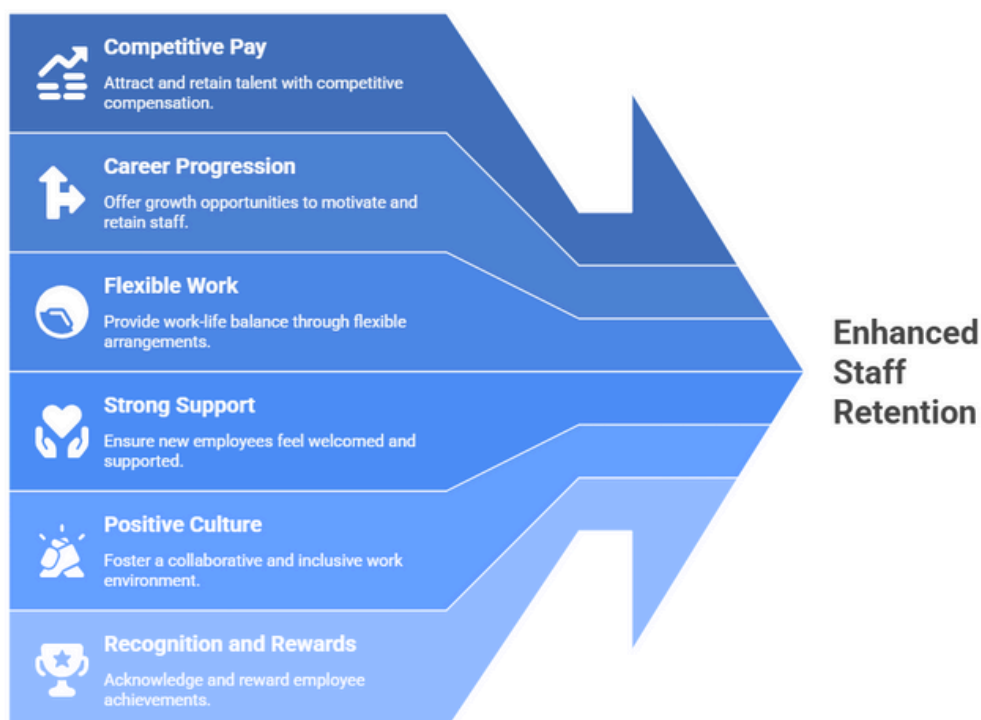 Competitive Pay
Attract and retain talent with competitive
compensation.
Career Progression
Offer growth opportunities to motivate and
retain staff.
Flexible Work
Provide work-life balance through flexible
arrangements.
Strong Support
Ensure new employees feel welcomed and
supported.
Positive Culture
Foster a collaborative and inclusive work
environment.
Recognition and Rewards
Acknowledge and reward employee
achievements.
Enhanced
Staff
Retention